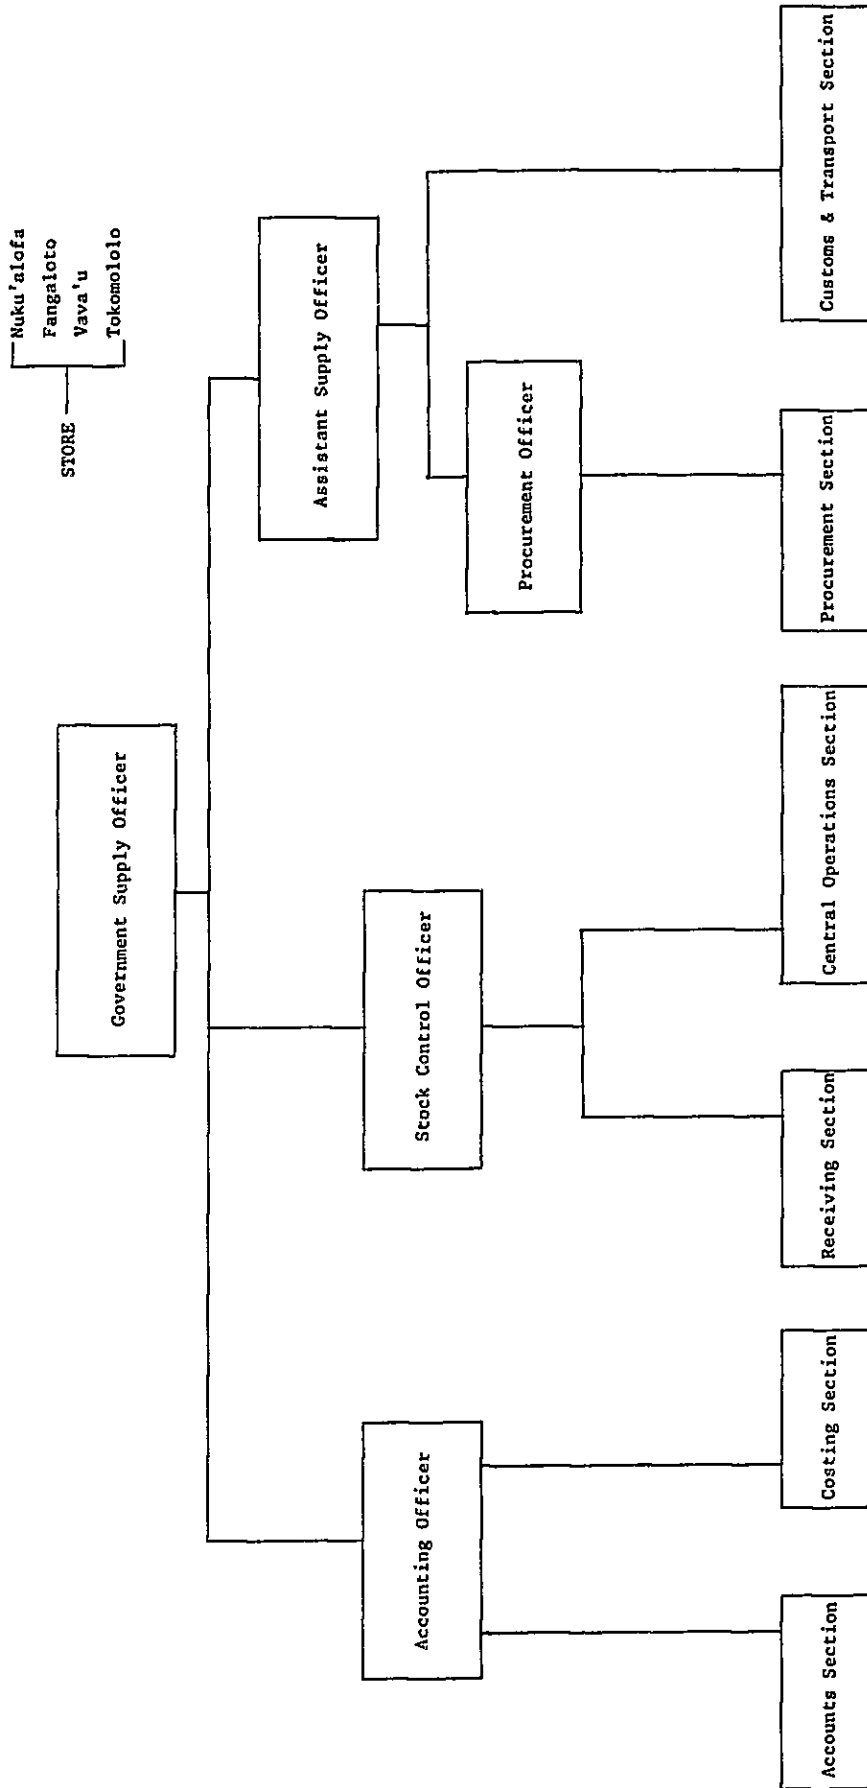 Nuku'alofa
Fangaloto
STORE
Vava'u
Tokomololo
Government Supply Officer
Assistant Supply Officer
Accounting Officer
Stock Control Officer
Procurement Officer
Accounts Section
Costing Section
Receiving Section
Central Operations Section
Procurement Section
Customs & Transport Section